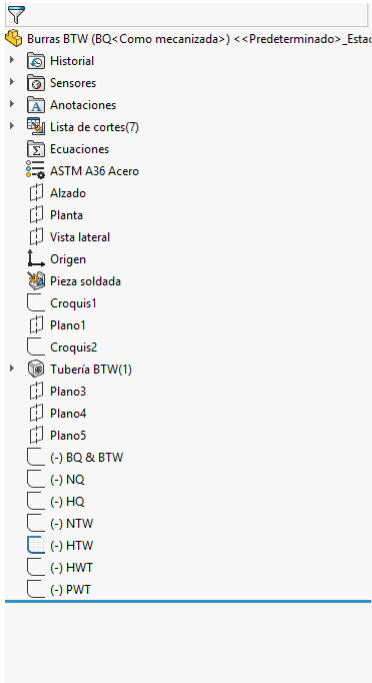 Burras BTW (BQ<Como mecanizada>) <<Predeterminado>_Estac
Historial
Sensores
Anotaciones
Lista de cortes(7)
Ecuaciones
ASTM A36 Acero
Alzado
Planta
Vista lateral
Origen
Pieza soldada
Croquis1
Plano1
Croquis2
Tubería BTW(1)
Plano3
Plano4
Plano5
(-) BQ & BTW
(-) NQ
(-) HQ
(-) NTW
(-) HTW
(-) HWT
(-) PWT